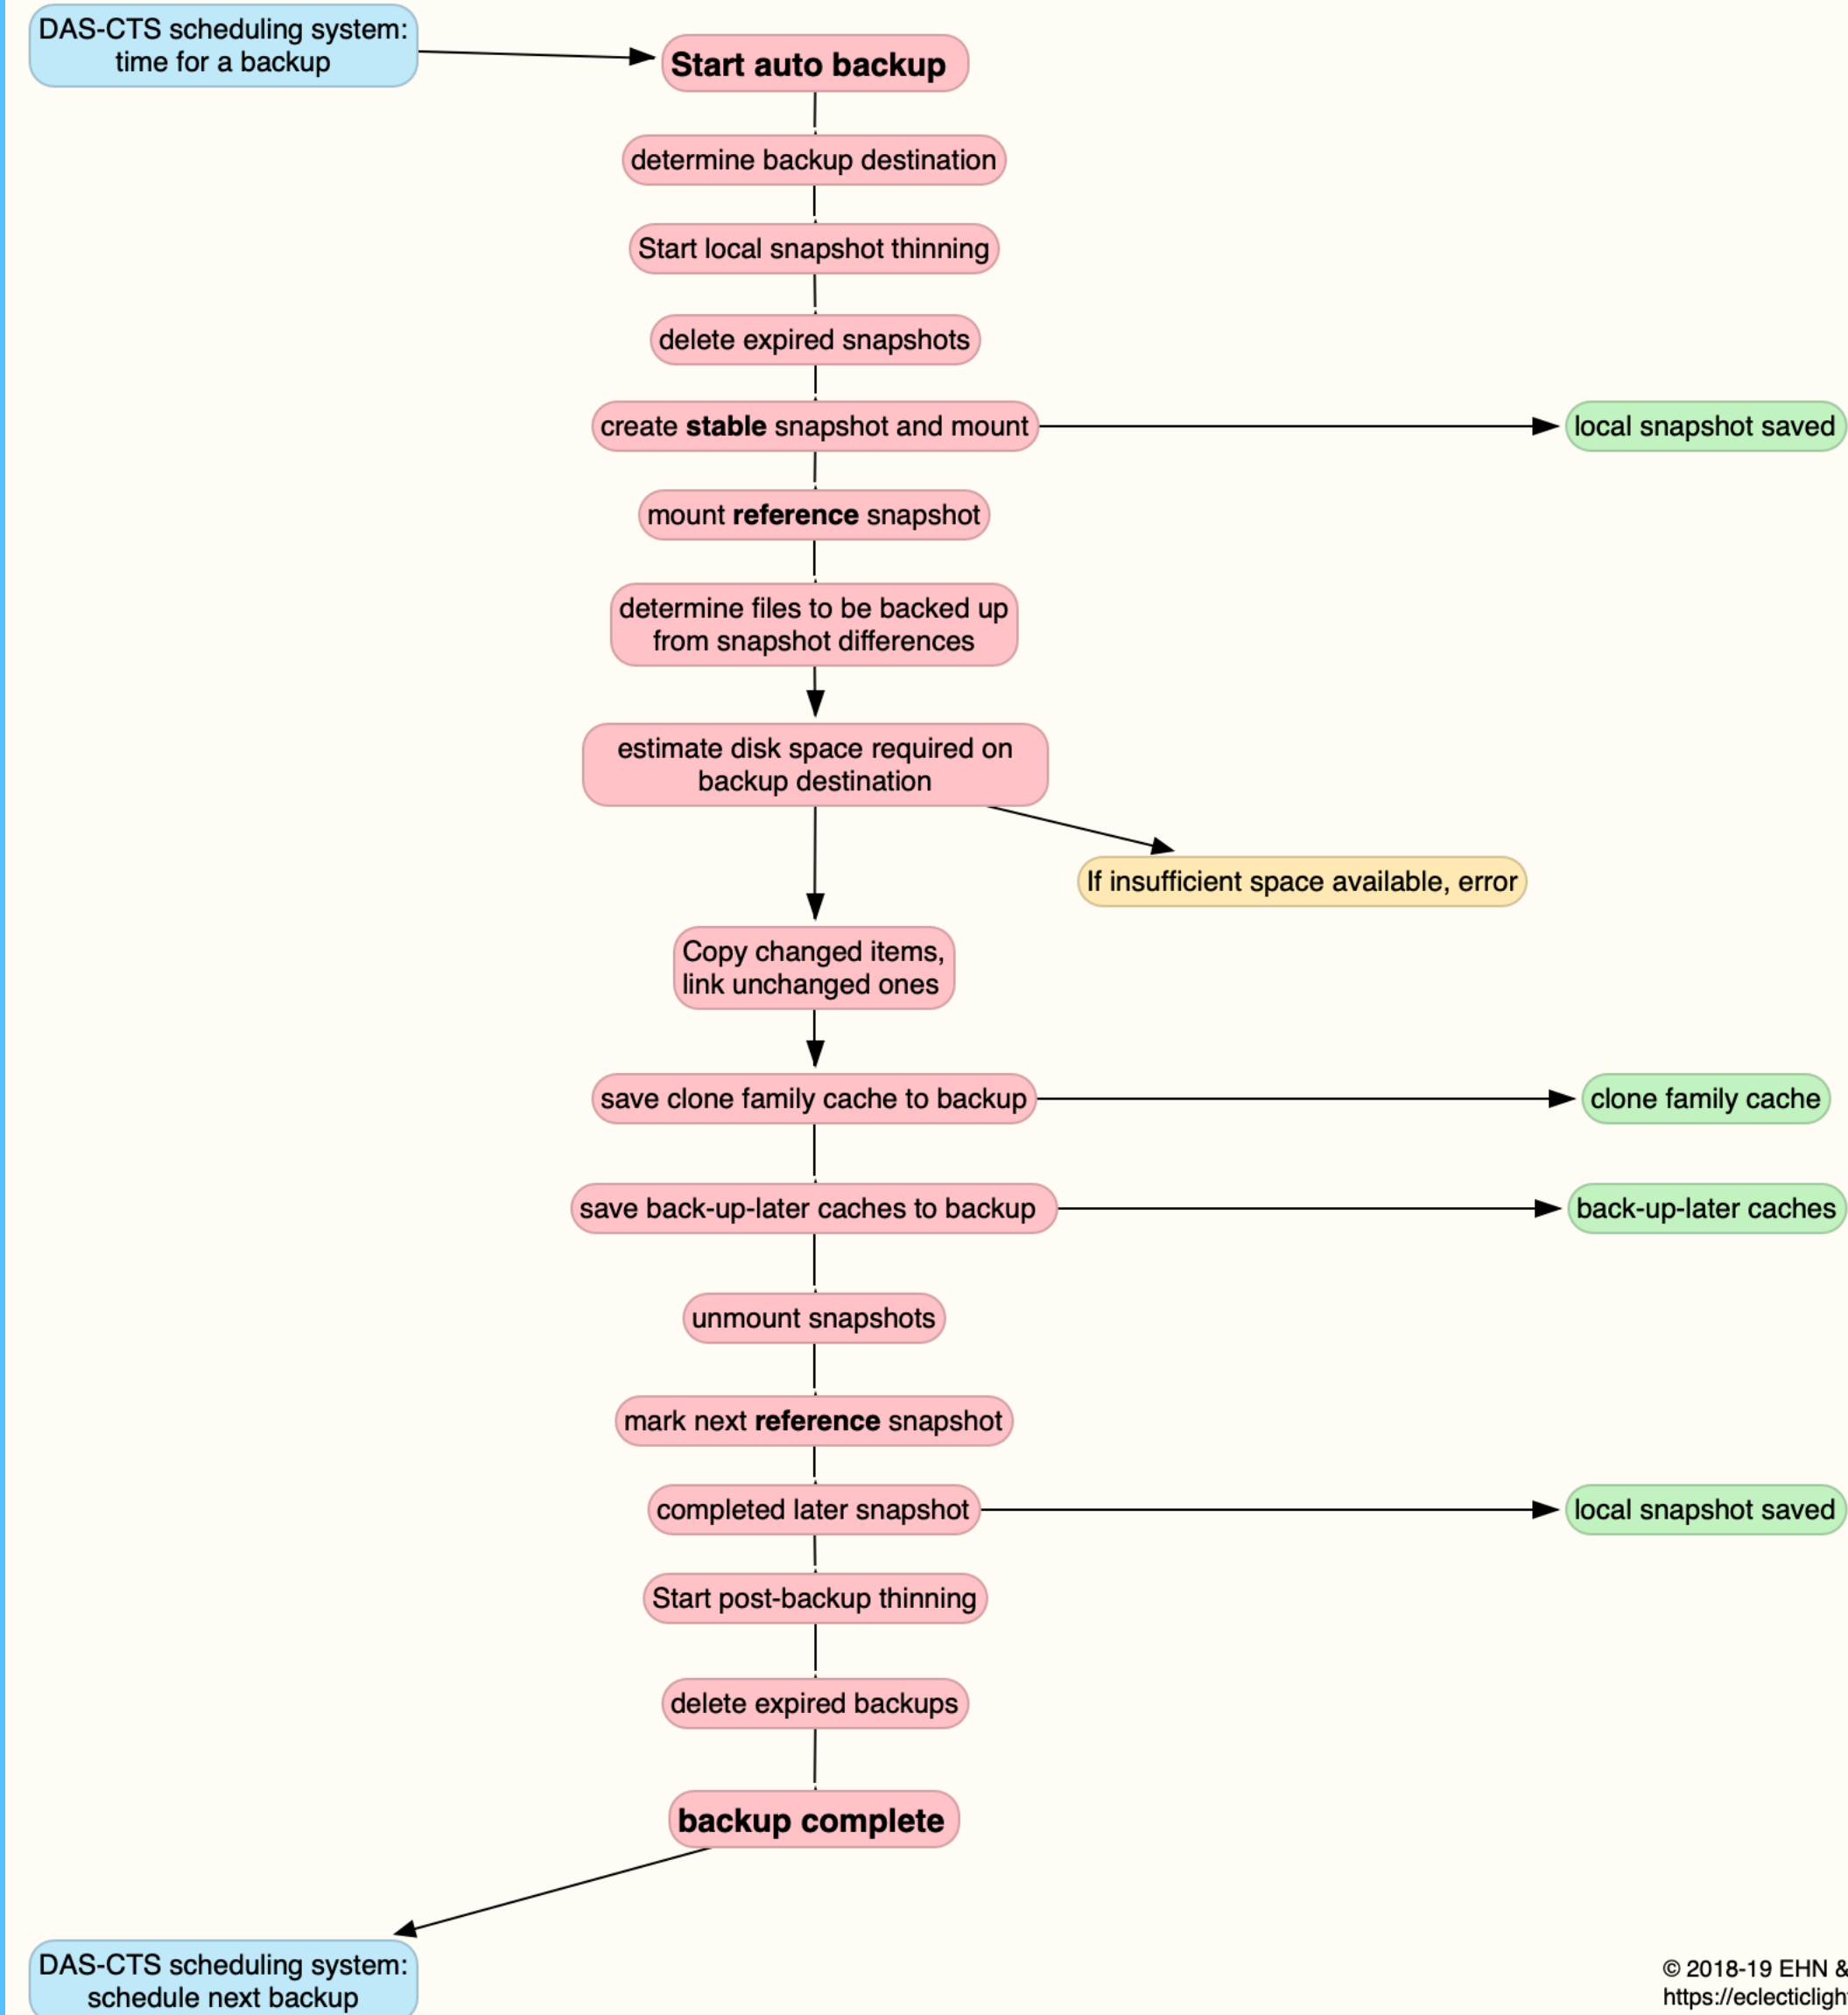 DAS-CTS scheduling system:
time for a backup
Start auto backup
determine backup destination
Start local snapshot thinning
delete expired snapshots
create stable snapshot and mount
local snapshot saved
mount reference snapshot
determine files to be backed up
from snapshot differences
estimate disk space required on
backup destination
If insufficient space available, error
Copy changed items,
link unchanged ones
save clone family cache to backup
clone family cache
save back-up-later caches to backup
back-up-later caches
unmount snapshots
mark next reference snapshot
completed later snapshot
local snapshot saved
Start post-backup thinning
delete expired backups
backup complete
DAS-CTS scheduling system:
schedule next backup
© 2018-19 EHN &
https://eclecticligh